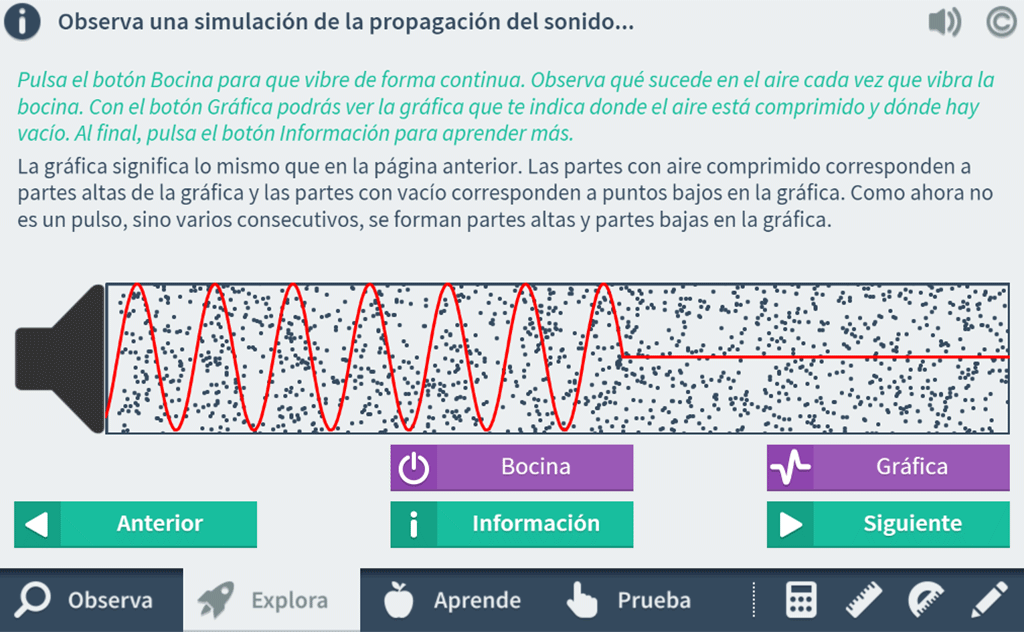 Observa una simulación de la propagación del sonido...
Pulsa el botón Bocina para que vibre de forma continua. Observa qué sucede en el aire cada vez que vibra la
bocina. Con el botón Gráfica podrás ver la gráfica que te indica donde el aire está comprimido y dónde hay
vacío. Al final, pulsa el botón Información para aprender más.
La gráfica significa lo mismo que en la página anterior. Las partes con aire comprimido corresponden a
partes altas de la gráfica y las partes con vacío corresponden a puntos bajos en la gráfica. Como ahora no
es un pulso, sino varios consecutivos, se forman partes altas y partes bajas en la gráfica.
Bocina
Gráfica
Anterior
Información
Siguiente
Observa
Explora
Aprende
Prueba